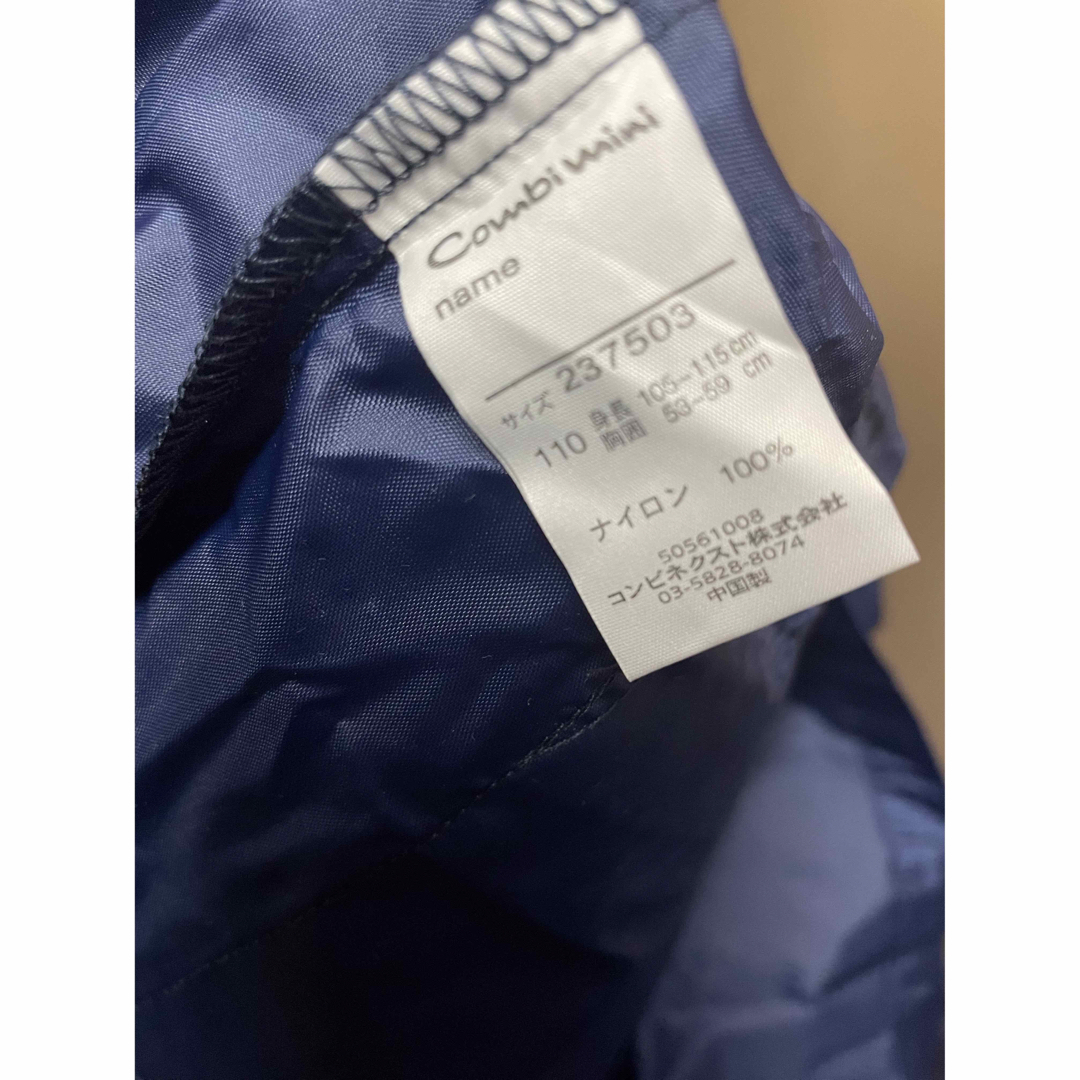 Combi mini
name
237503
サイズ
110 身長 105~115cm
胸囲 53~59 cm
ナイロン 100%
50561008
コンビネクスト株式会社
03-5828-8074
中国製